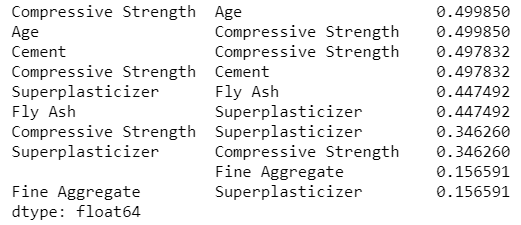 Compressive Strength  Age                     0.499850
Age                   Compressive Strength    0.499850
Cement                Compressive Strength    0.497832
Compressive Strength  Cement                  0.497832
Superplasticizer      Fly Ash                 0.447492
Fly Ash               Superplasticizer        0.447492
Compressive Strength  Superplasticizer        0.346260
Superplasticizer      Compressive Strength    0.346260
                      Fine Aggregate          0.156591
Fine Aggregate        Superplasticizer        0.156591
dtype: float64